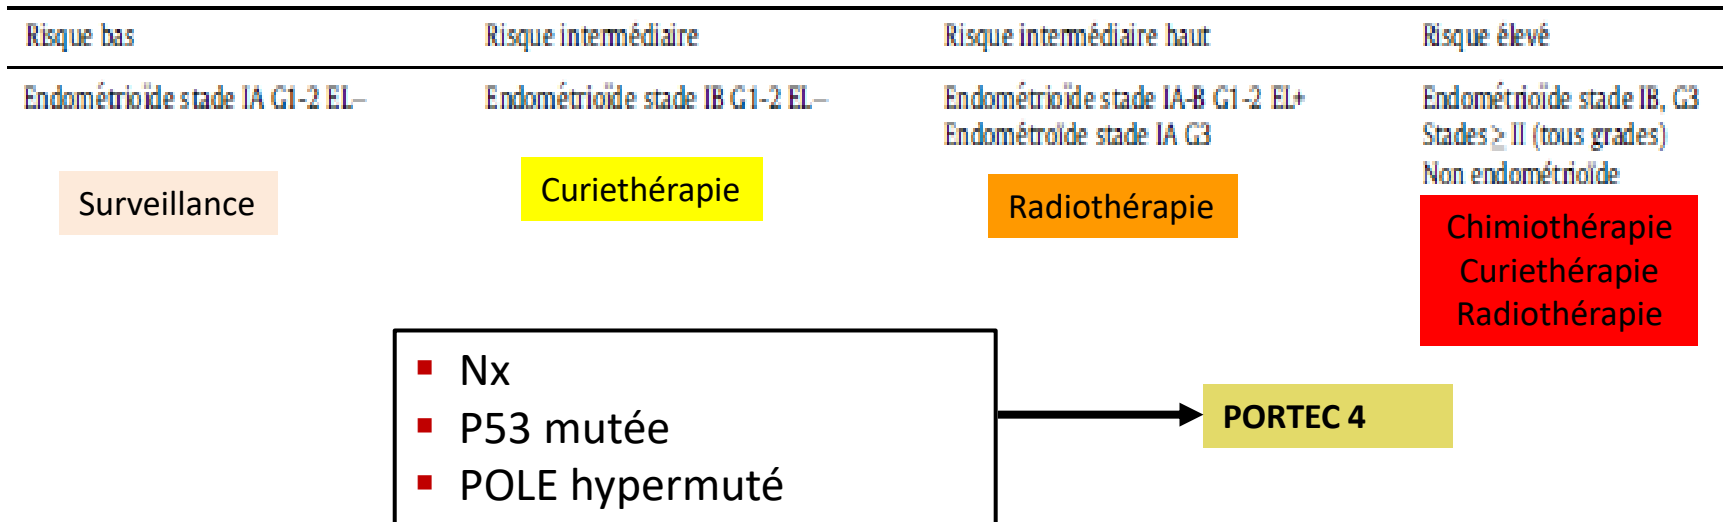 Risque bas
Risque intermédiaire
Risque intermédiaire haut
Risque élevé
Endométrioïde stade IA G1-2 EL–
Endométrioïde stade IB G1-2 EL–
Endométrioïde stade IA-B G1-2 EL+
Endométroïde stade IA G3
Endométrioïde stade IB, G3
Stades ≥ II (tous grades)
Non endométrioïde
Surveillance
Curiethérapie
Radiothérapie
Chimiothérapie
Curiethérapie
Radiothérapie
▪ Nx
▪ P53 mutée
▪ POLE hypermuté
PORTEC 4